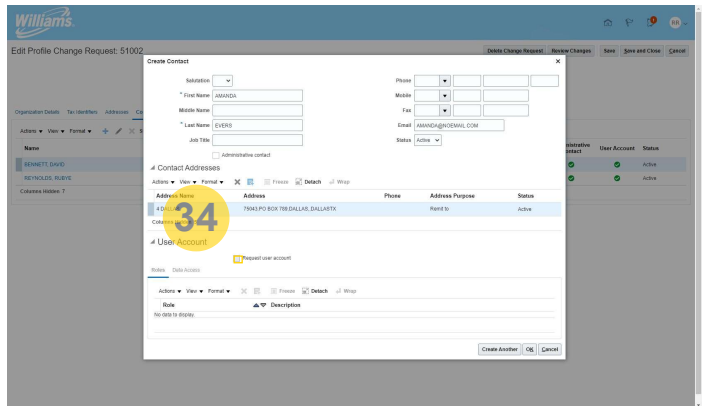 Williams.
RR
Edit Profile Change Request: 51002
Delete Change Request Review Changes Save Save and Close Cancel
Create Contact
Salutation
Phone
* First Name AMANDA
Mobile
Middle Name
Fax
* Last Name EVERS
Email AMANDA@NOEMAIL.COM
Job Title
Status Active
Administrative contact
Organization Details Tax Identifiers Addresses Co
Actions View Format
Name
BENNETT, DAVID
REYNOLDS, RUBYE
Columns Hidden 7
User Account Status
Active
Active
Contact Addresses
Actions View Format Freeze Detach Wrap
Address Name Address Phone Address Purpose Status
75043,PO BOX 789,DALLAS, DALLASTX Remit to Active
34
User Account
Request user account
Roles Data Access
Actions View Format Freeze Detach Wrap
Role Description
No data to display.
Create Another OK Cancel